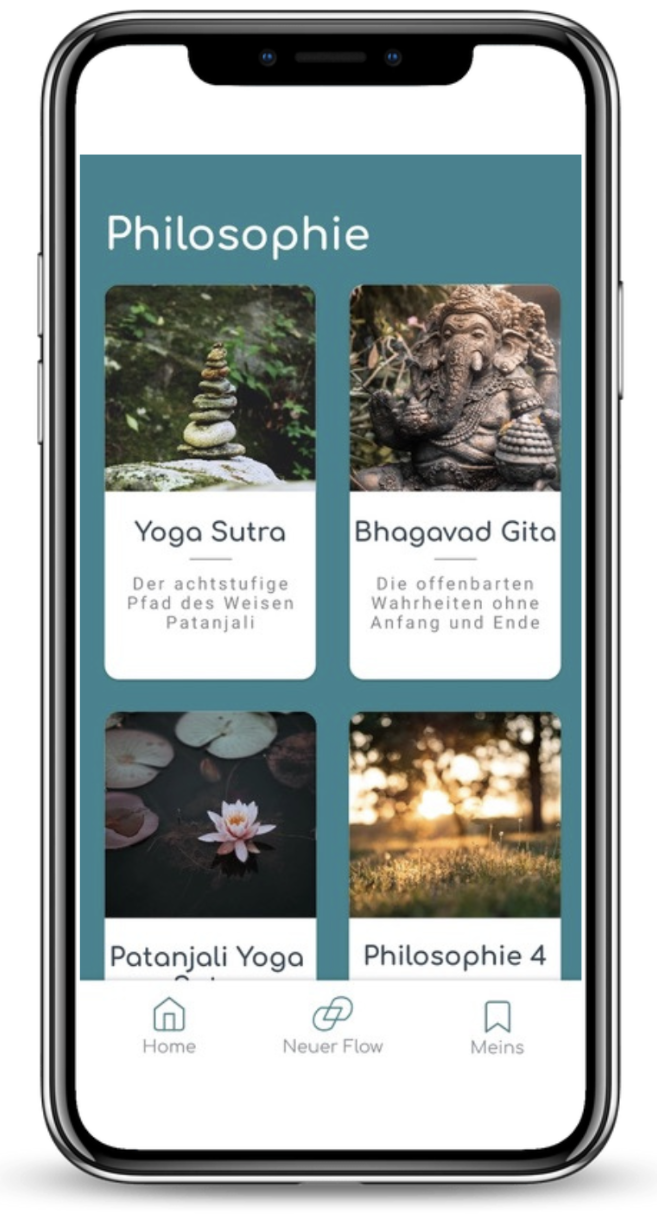 Philosophie
Yoga Sutra
Der achtstufige
Pfad des Weisen
Patanjali
Bhagavad Gita
Die offenbarten
Wahrheiten ohne
Anfang und Ende
Patanjali Yoga
Philosophie 4
Home
Neuer Flow
Meins